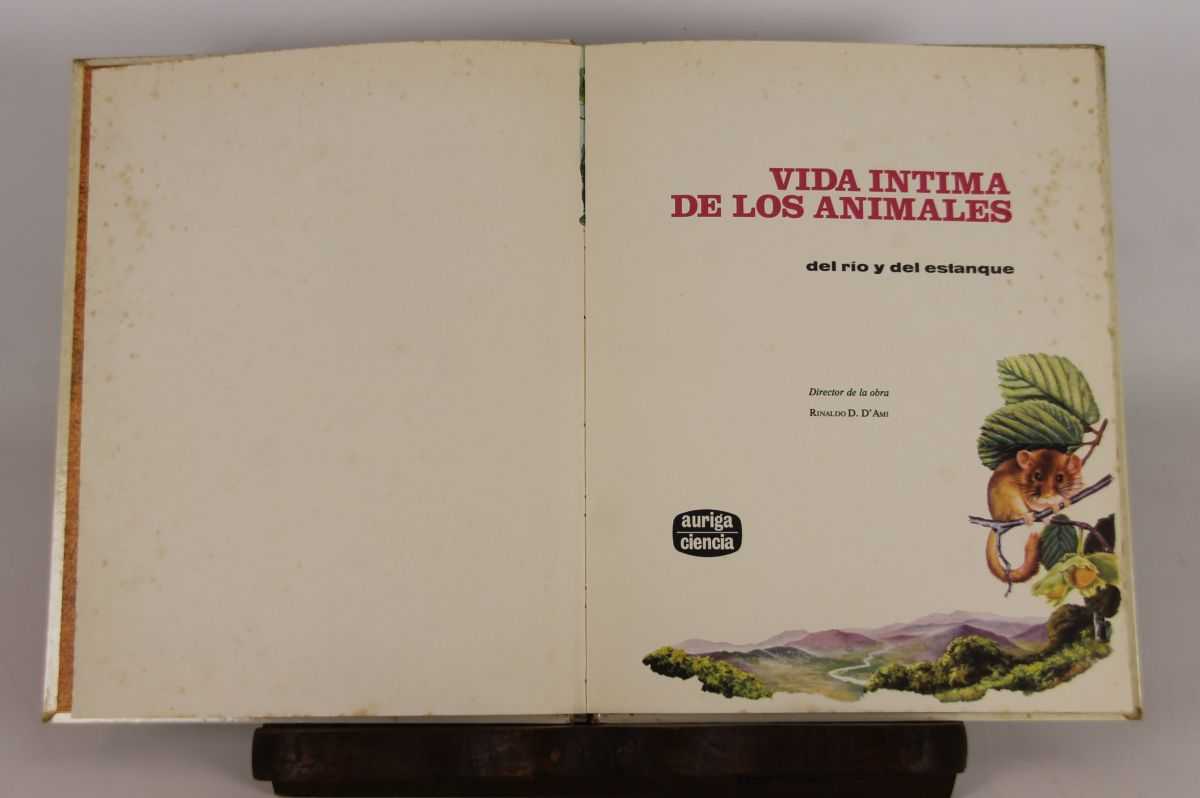 VIDA INTIMA
DE LOS ANIMALES
del río y del estanque
Director de la obra
RINALDO D. D'AMI
auriga
ciencia